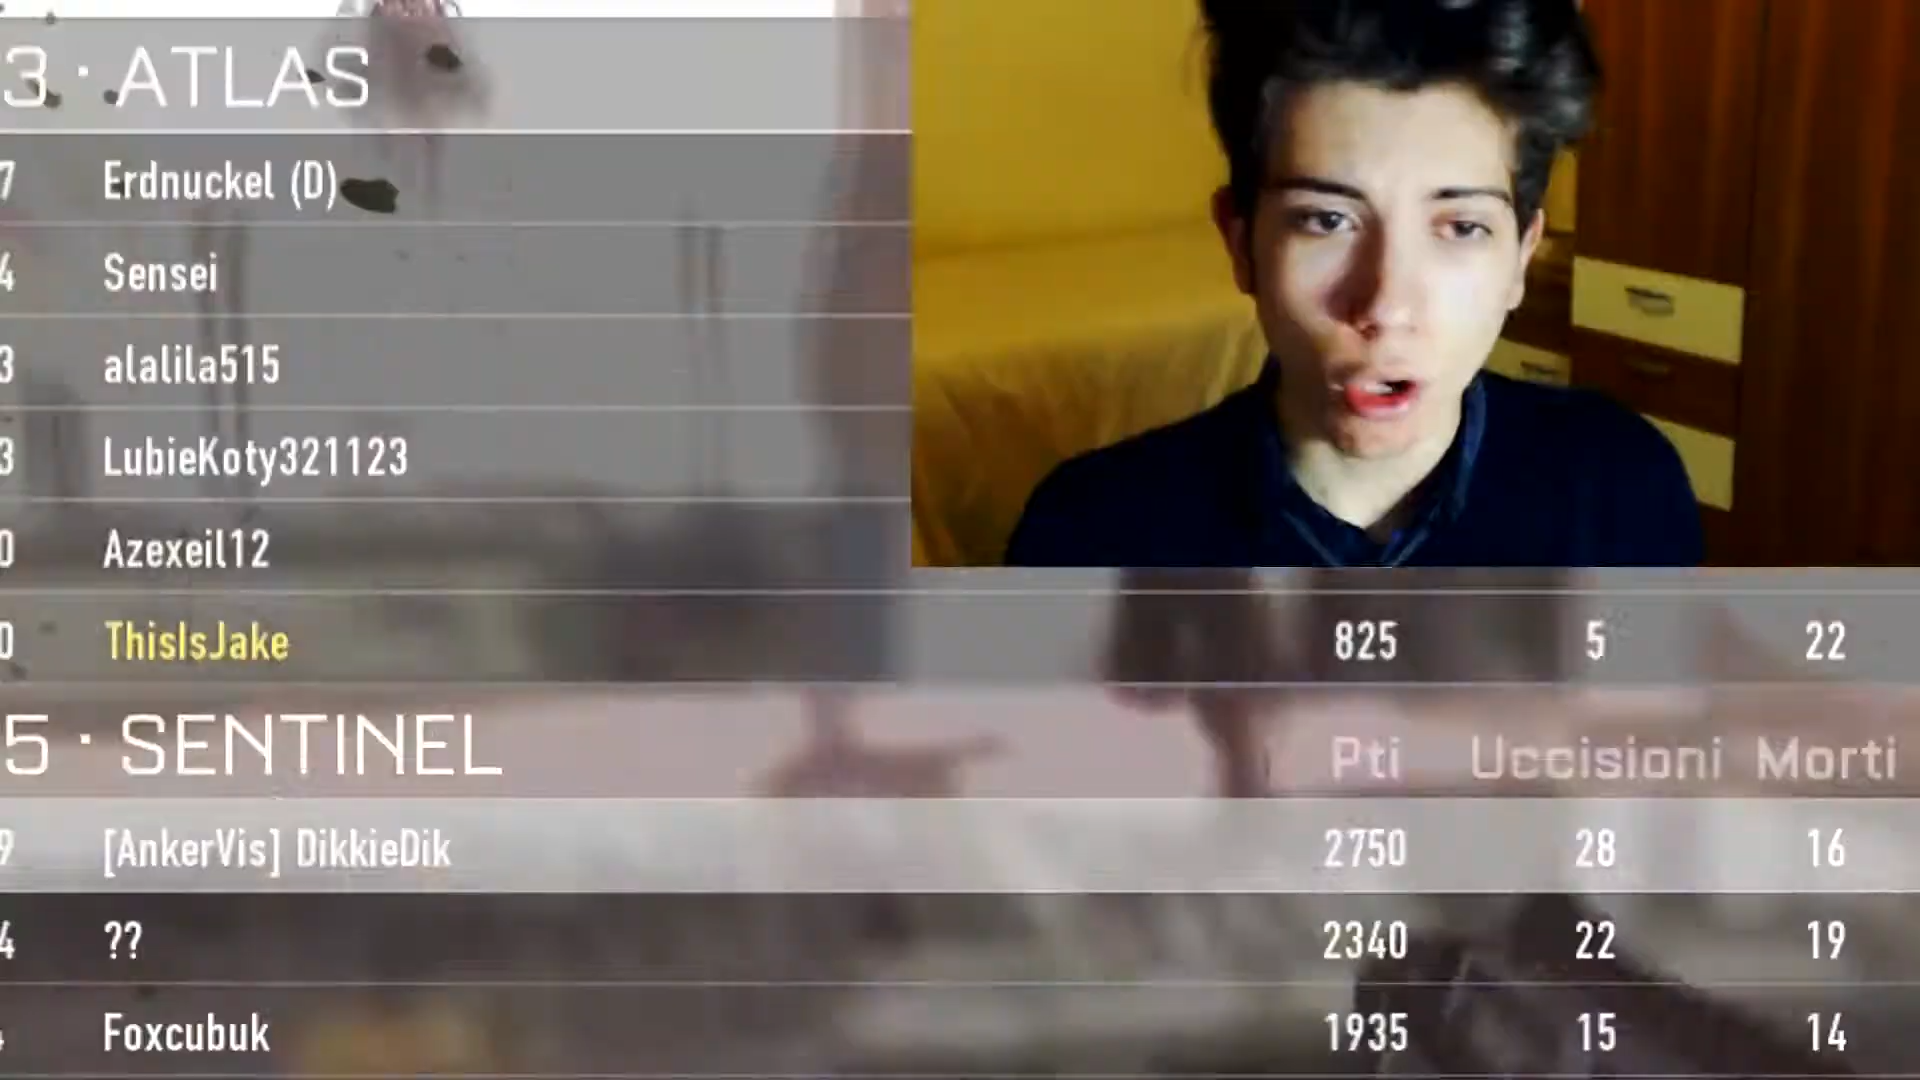 3 · ATLAS
7 Erdnuckel (D)
4 Sensei
3 alalila515
3 LubieKoty321123
0 Azexeil12
0 ThisIsJake 825 5 22
5 · SENTINEL Pti Uccisioni Morti
9 [AnkerVis] DikkieDik 2750 28 16
4 ?? 2340 22 19
Foxcubuk 1935 15 14